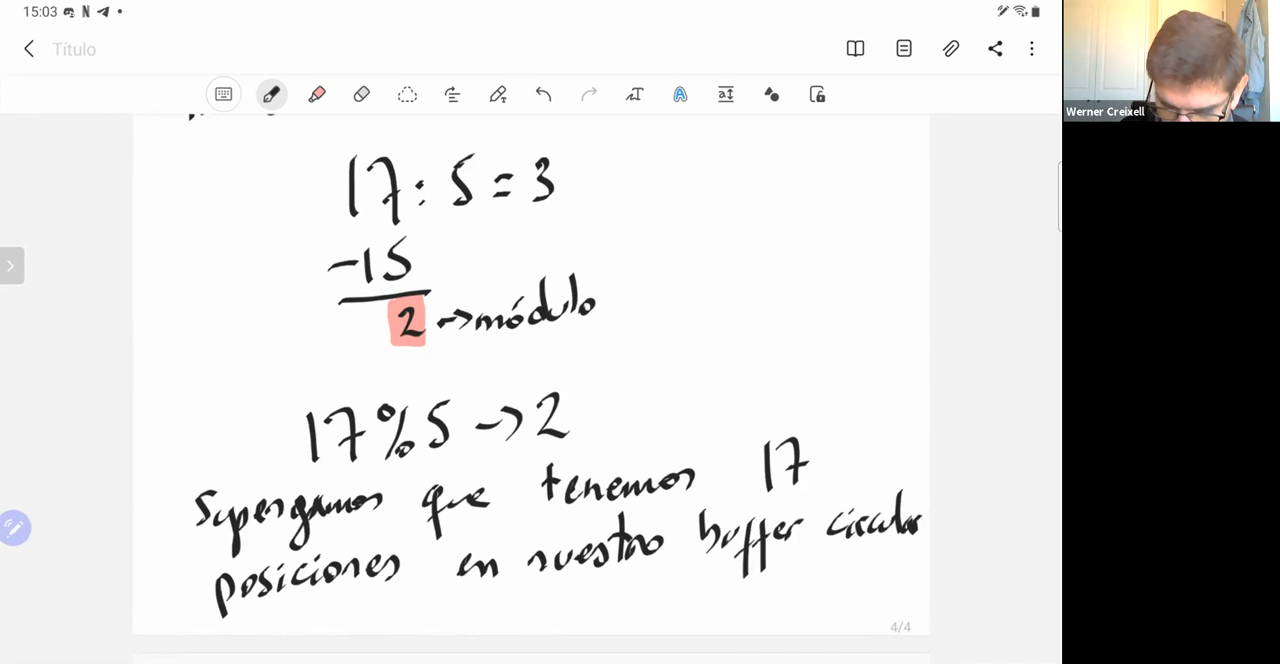 15:03
Título
Werner Creixell
17 : 5 = 3
-15
2 -> módulo
17 % 5 -> 2
Supengamos que tenemos 17
posiciones en nuestro buffer circular
4/4